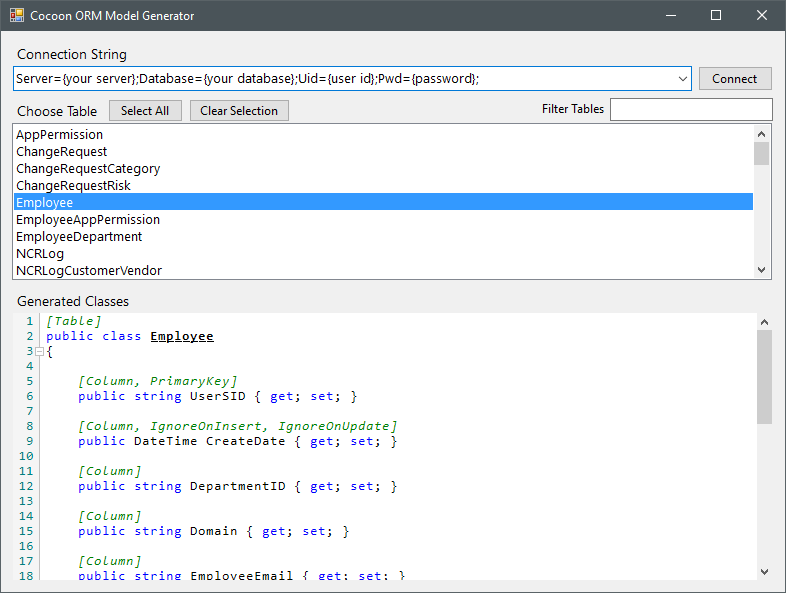 Cocoon ORM Model Generator
Connection String
Server={your server};Database={your database};Uid={user id};Pwd={password};
Connect
Choose Table
Select All
Clear Selection
Filter Tables
AppPermission
ChangeRequest
ChangeRequestCategory
ChangeRequestRisk
Employee
EmployeeAppPermission
EmployeeDepartment
NCRLog
NCRLogCustomerVendor
Generated Classes
1 [Table]
2 public class Employee
3 {
4
5 [Column, PrimaryKey]
6 public string UserSID { get; set; }
7
8 [Column, IgnoreOnInsert, IgnoreOnUpdate]
9 public DateTime CreateDate { get; set; }
10
11 [Column]
12 public string DepartmentID { get; set; }
13
14 [Column]
15 public string Domain { get; set; }
16
17 [Column]
18 public string EmployeeEmail { get; set; }